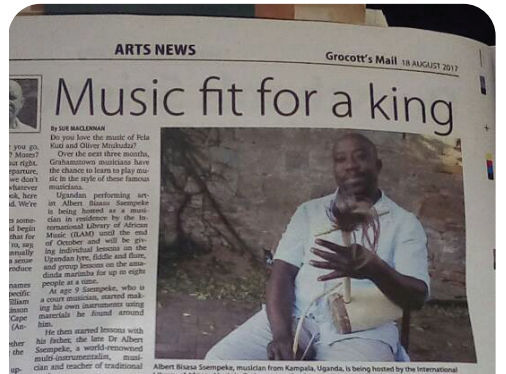 ARTS NEWS
Grocott's Mail 18 AUGUST 2017
Music fit for a king
By SUE MACLENNAN
Do you love the music of Fela
Kuti and Oliver Mtukudzi?
Over the next three months,
Grahamstown musicians have
the chance to learn to play mu-
sic in the style of these famous
musicians.
Ugandan performing art-
ist Albert Bisaso Ssempeke
is being hosted as a musi-
cian in residence by the In-
ternational Library of African
Music (ILAM) until the end
of October and will be giv-
ing individual lessons on the
Ugandan lyre, fiddle and flute,
and group lessons on the ama-
dinda marimba for up to eight
people at a time.
At age 9 Ssempeke, who is
a court musician, started mak-
ing his own instruments using
materials he found around
him.
He then started lessons with
his father, the late Dr Albert
Ssempeke, a world-renowned
multi-instrumentalist, musi-
cian and teacher of traditional
Albert Bisasa Ssempeke, musician from Kampala, Uganda, is being hosted by the International
you go,
? Moses?
ut right.
eparture,
we don't
whatever
ok, here
d. We're
s some-
d begin
that for
to, say,
nnually
a sense
roduce
names
pecific
illiam
inson
Cape
(An-
ether
the
up-